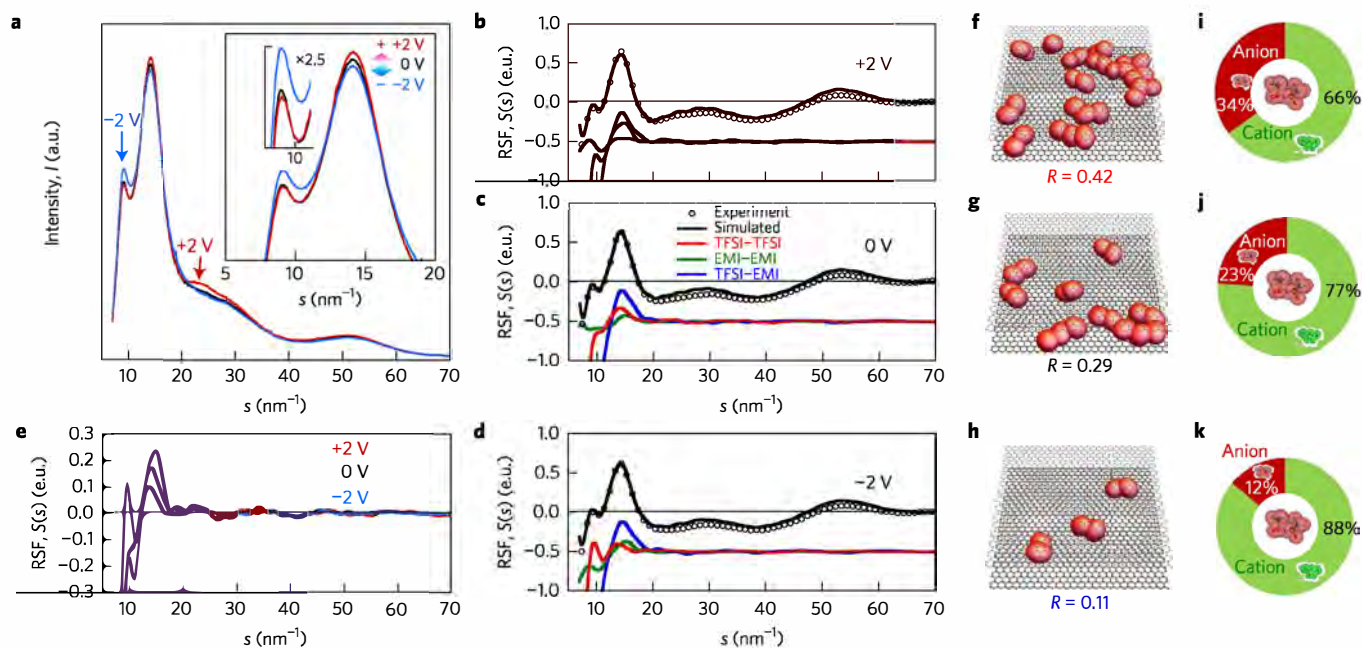 a
Intensity, I (a.u.)
−2 V
+2 V
×2.5
10
+ +2 V
0 V
− −2 V
5
10
15
20
s (nm⁻¹)
10
20
30
40
50
60
70
s (nm⁻¹)
b
RSF, S(s) (e.u.)
1.0
0.5
0.0
−0.5
−1.0
+2 V
c
RSF, S(s) (e.u.)
0.5
0.0
−0.5
−1.0
Experiment
Simulated
TFSI–TFSI
EMI–EMI
TFSI–EMI
0 V
10
20
30
40
50
60
70
s (nm⁻¹)
d
RSF, S(s) (e.u.)
1.0
0.5
0.0
−0.5
−1.0
−2 V
10
20
30
40
50
60
70
s (nm⁻¹)
e
RSF, S(s) (e.u.)
0.3
0.2
0.1
0.0
−0.1
−0.2
−0.3
+2 V
0 V
−2 V
10
20
30
40
50
60
70
s (nm⁻¹)
f
R = 0.42
g
R = 0.29
h
R = 0.11
i
Anion
34%
66%
Cation
j
Anion
23%
77%
Cation
k
Anion
12%
88%
Cation